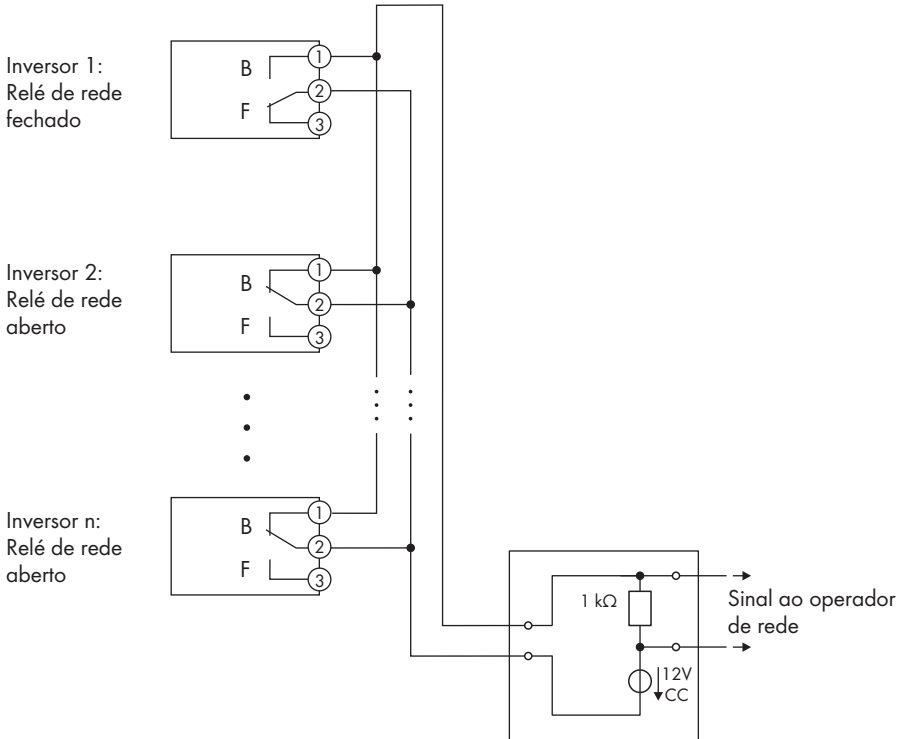 Inversor 1:
Relé de rede
fechado
B
F
1
2
3
Inversor 2:
Relé de rede
aberto
B
F
1
2
3
Inversor n:
Relé de rede
aberto
B
F
1
2
3
1 kΩ
Sinal ao operador
de rede
12V
CC